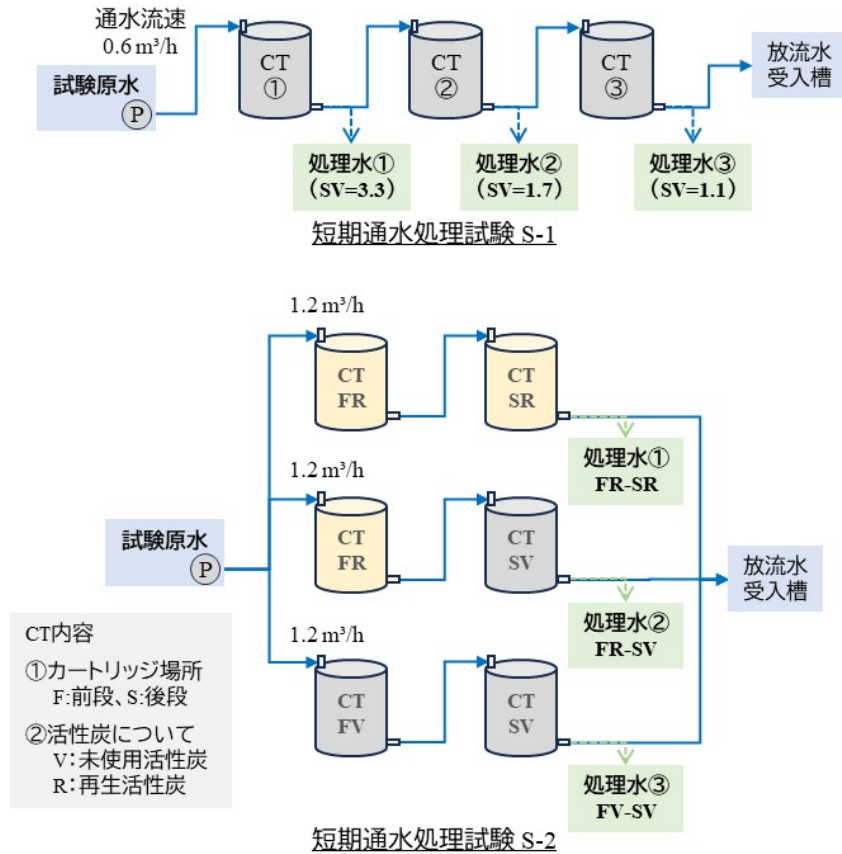 通水流速
0.6 m³/h
試験原水
P
CT
①
CT
②
CT
③
放流水
受入槽
処理水①
（SV=3.3）
処理水②
（SV=1.7）
処理水③
（SV=1.1）
短期通水処理試験 S-1
1.2 m³/h
CT
FR
CT
SR
処理水①
FR-SR
1.2 m³/h
試験原水
P
CT
FR
CT
SV
放流水
受入槽
処理水②
FR-SV
1.2 m³/h
CT
FV
CT
SV
処理水③
FV-SV
CT内容
①カートリッジ場所
F:前段、S:後段
②活性炭について
V：未使用活性炭
R：再生活性炭
短期通水処理試験 S-2